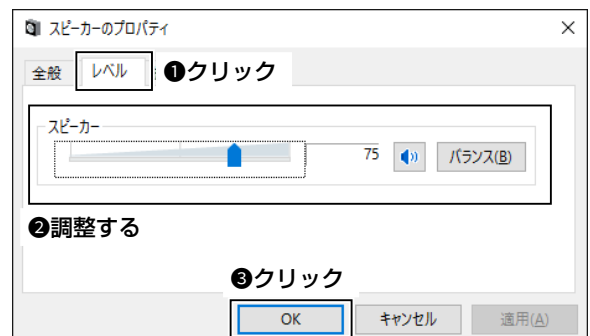 スピーカーのプロパティ
全般 レベル ❶クリック
スピーカー
75 バランス(B)
❷調整する
❸クリック
OK キャンセル 適用(A)